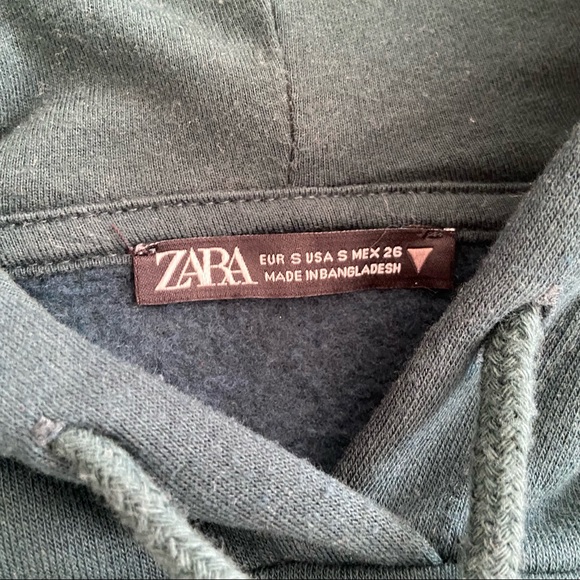 ZARA
EUR S USA S MEX 26
MADE IN BANGLADESH